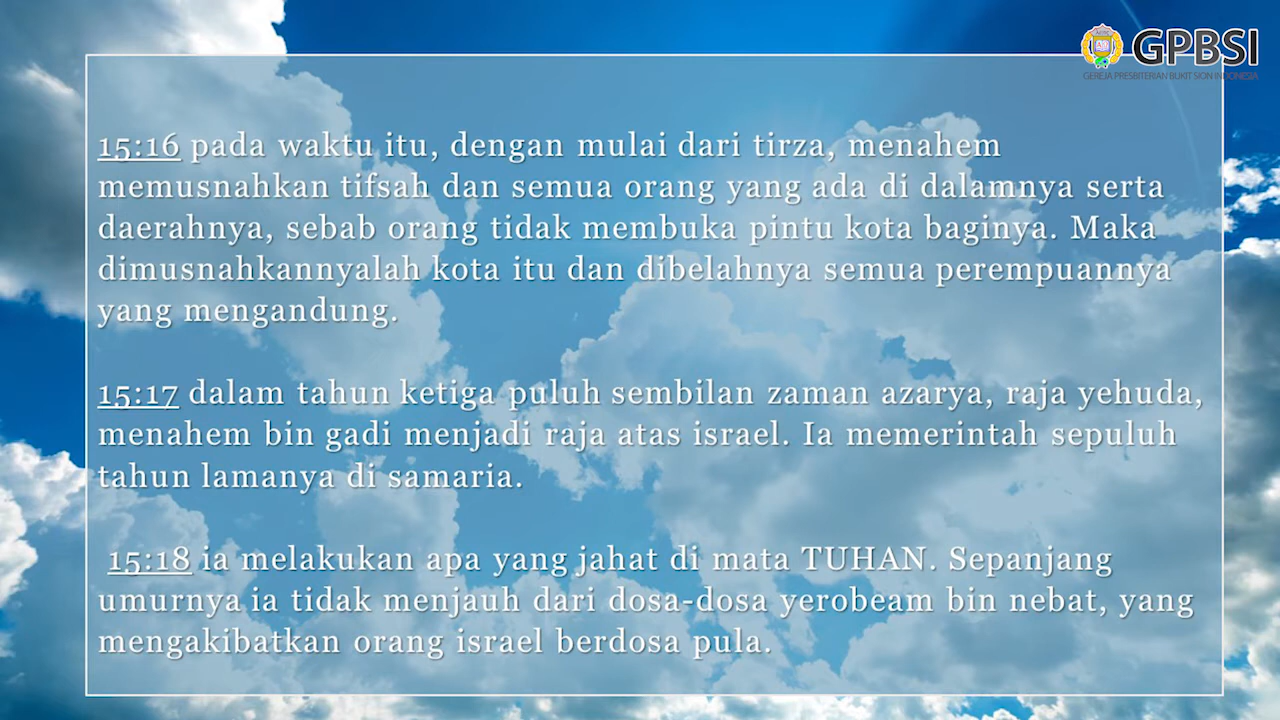 GPBSI
GEREJA PRESBITERIAN BUKIT SION INDONESIA
15:16 pada waktu itu, dengan mulai dari tirza, menahem
memusnahkan tifsah dan semua orang yang ada di dalamnya serta
daerahnya, sebab orang tidak membuka pintu kota baginya. Maka
dimusnahkannyalah kota itu dan dibelahnya semua perempuannya
yang mengandung.
15:17 dalam tahun ketiga puluh sembilan zaman azarya, raja yehuda,
menahem bin gadi menjadi raja atas israel. Ia memerintah sepuluh
tahun lamanya di samaria.
15:18 ia melakukan apa yang jahat di mata TUHAN. Sepanjang
umurnya ia tidak menjauh dari dosa-dosa yerobeam bin nebat, yang
mengakibatkan orang israel berdosa pula.